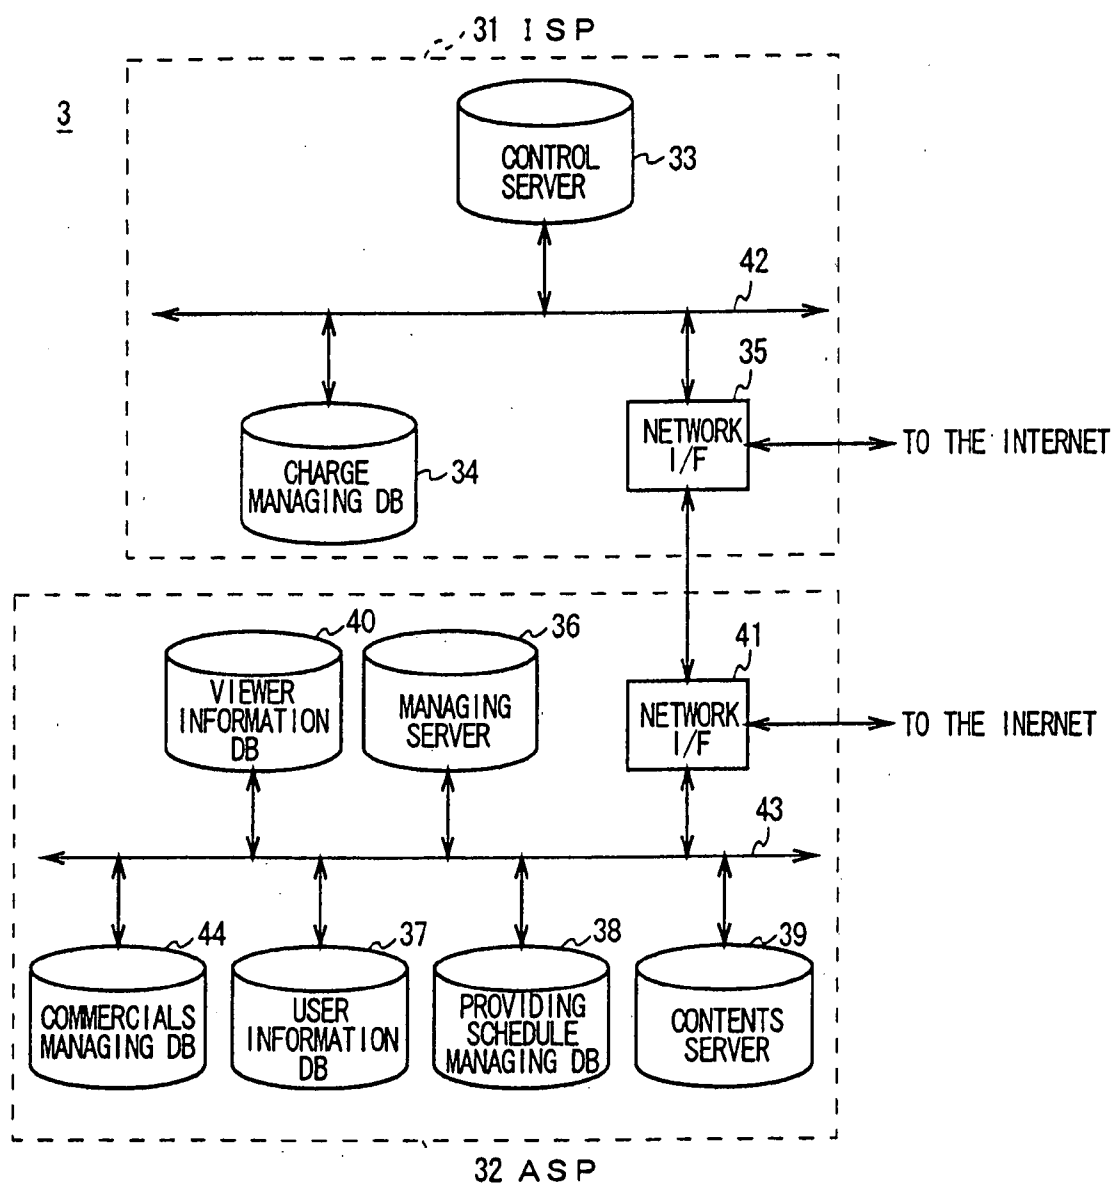 31 ISP
3
CONTROL
SERVER
33
42
35
NETWORK
I/F
TO THE INTERNET
CHARGE
MANAGING DB
34
40
36
41
VIEWER
INFORMATION
DB
MANAGING
SERVER
NETWORK
I/F
TO THE INERNET
43
44
37
38
39
COMMERCIALS
MANAGING DB
USER
INFORMATION
DB
PROVIDING
SCHEDULE
MANAGING DB
CONTENTS
SERVER
32 ASP